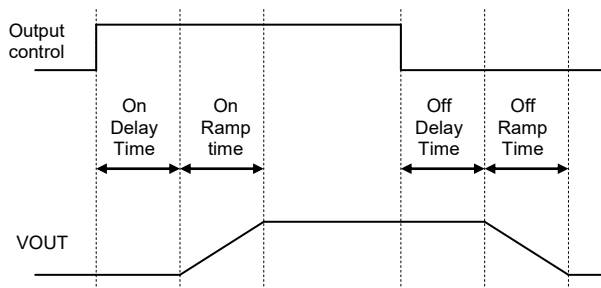 Output
control
On
Delay
Time
On
Ramp
time
Off
Delay
Time
Off
Ramp
Time
VOUT